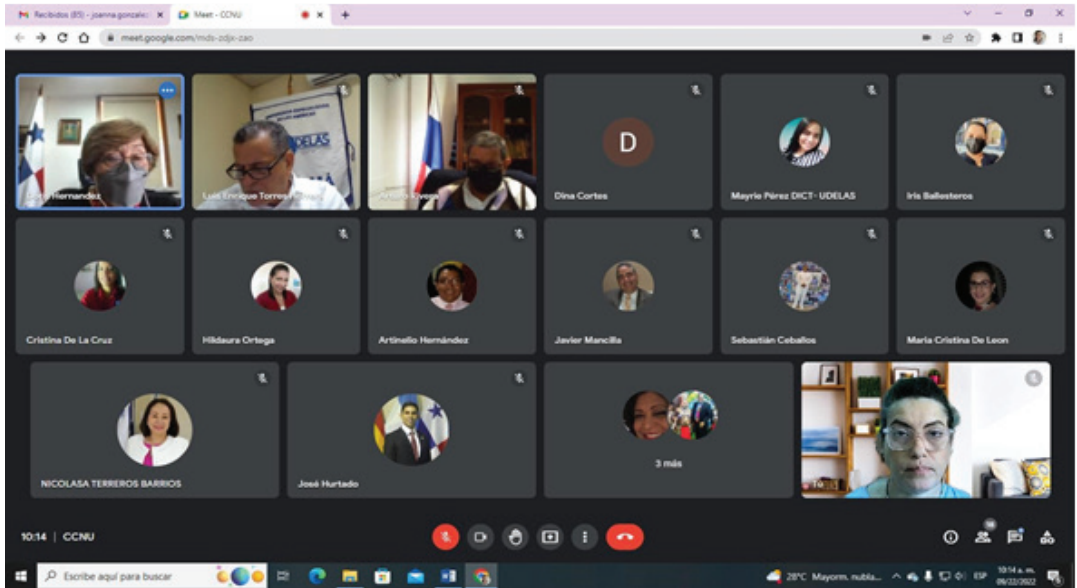 Recibidos (85) - joanna.gonzalez
Meet - CCNU
meet.google.com/mds-zdjx-zao
UDELAS
Hernandez
Luis Enrique Torres
D
Dina Cortes
Mayrie Pérez DICT- UDELAS
Iris Ballesteros
Cristina De La Cruz
Hildaura Ortega
Artinelio Hernández
Javier Mancilla
Sebastián Ceballos
Maria Cristina De Leon
NICOLASA TERREROS BARRIOS
José Hurtado
3 más
Tú
10:14 | CCNU
Escribe aquí para buscar
28°C Mayorm. nubla...
ESP
10:14 a. m.
09/22/2022